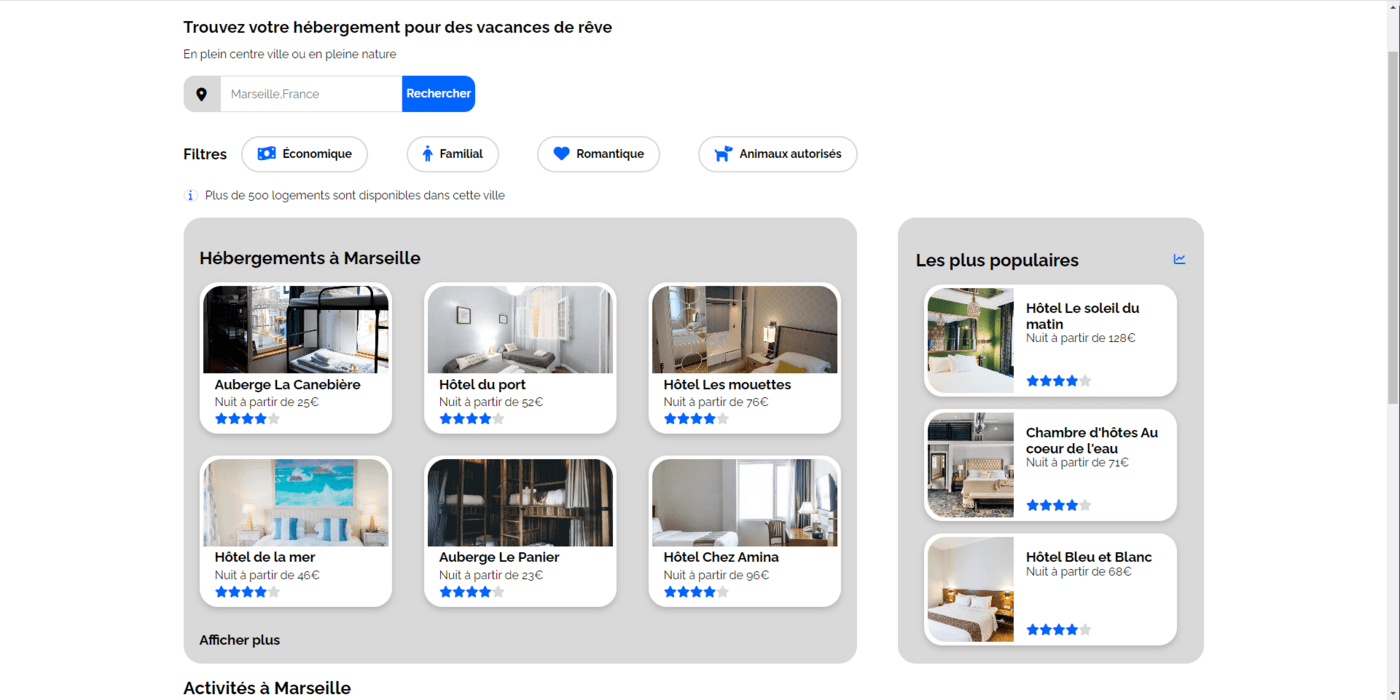 Trouvez votre hébergement pour des vacances de rêve
En plein centre ville ou en pleine nature
Marseille,France
Rechercher
Filtres
Économique
Familial
Romantique
Animaux autorisés
Plus de 500 logements sont disponibles dans cette ville
Hébergements à Marseille
Auberge La Canebière
Nuit à partir de 25€
Hôtel du port
Nuit à partir de 52€
Hôtel Les mouettes
Nuit à partir de 76€
Hôtel de la mer
Nuit à partir de 46€
Auberge Le Panier
Nuit à partir de 23€
Hôtel Chez Amina
Nuit à partir de 96€
Afficher plus
Les plus populaires
Hôtel Le soleil du
matin
Nuit à partir de 128€
Chambre d'hôtes Au
coeur de l'eau
Nuit à partir de 71€
Hôtel Bleu et Blanc
Nuit à partir de 68€
Activités à Marseille